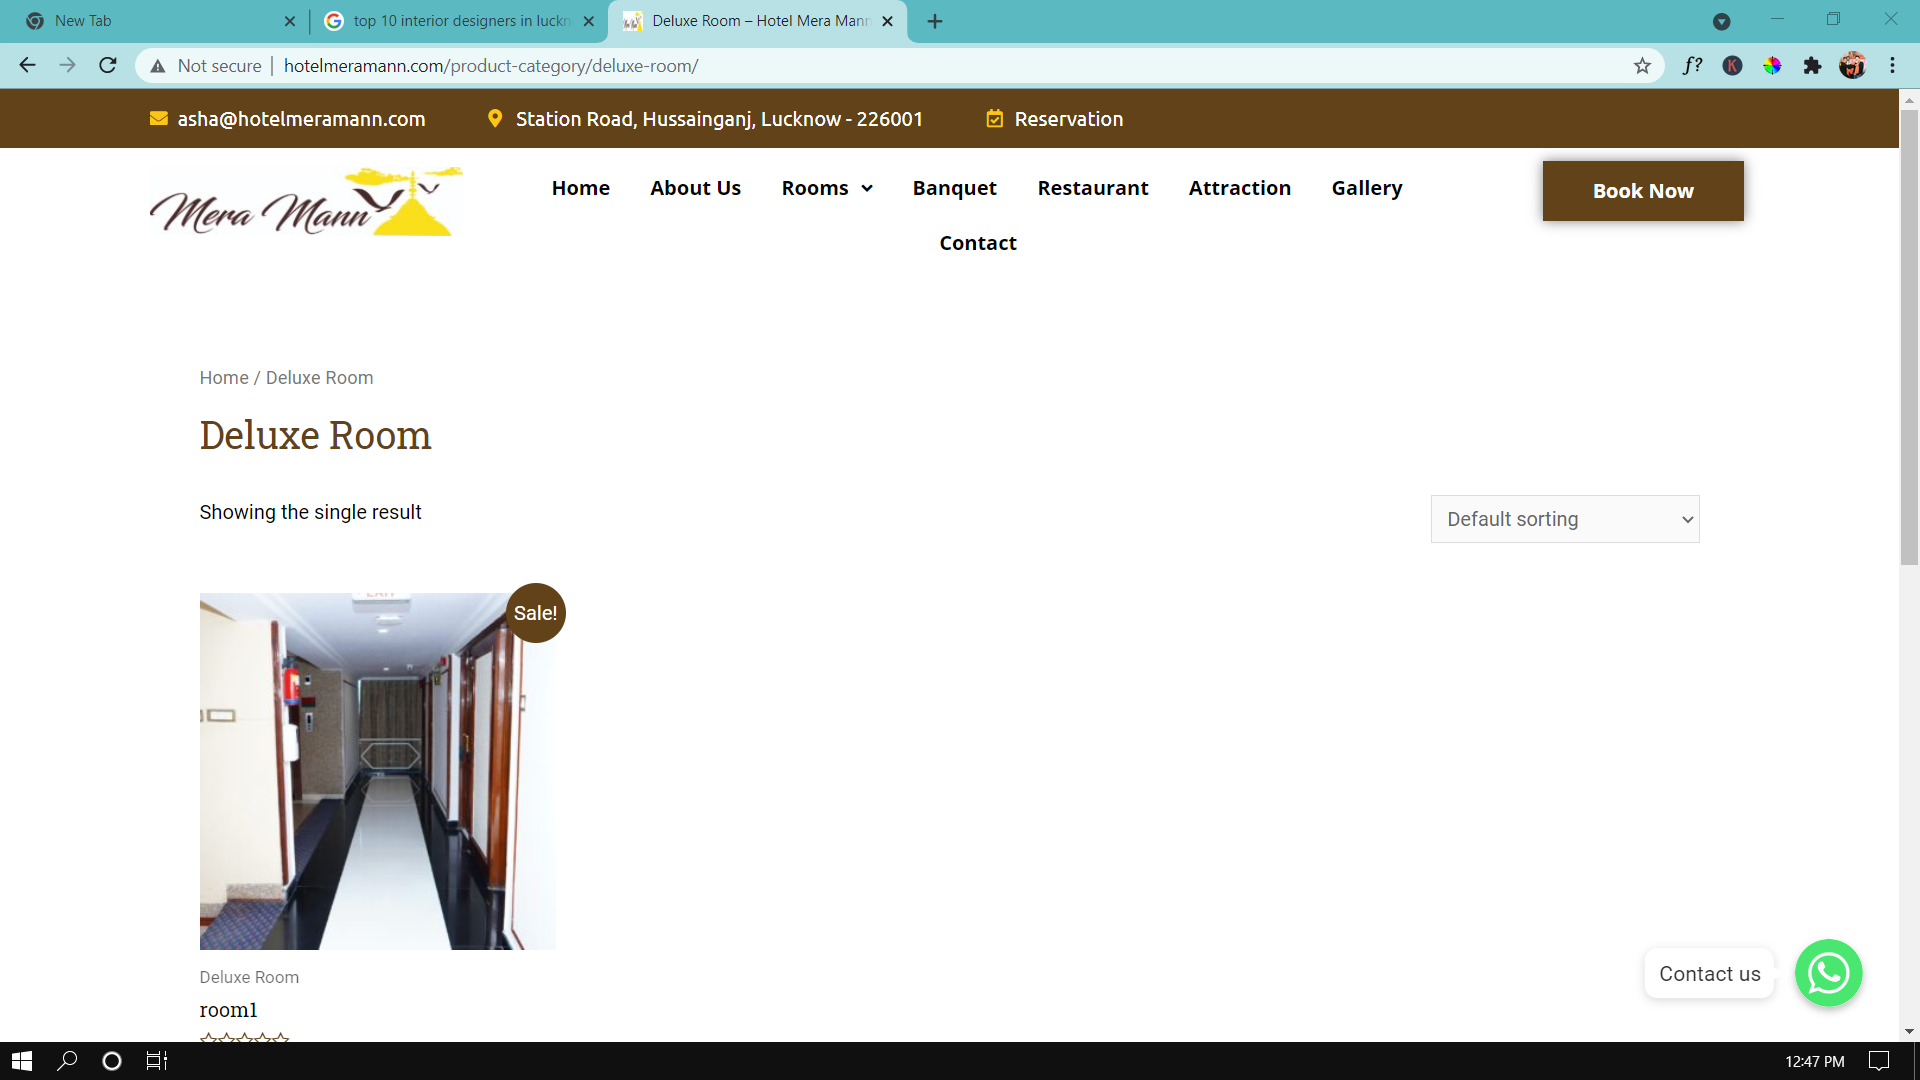 New Tab
top 10 interior designers in luckn
Deluxe Room – Hotel Mera Mann
Not secure
hotelmeramann.com/product-category/deluxe-room/
f?
K
asha@hotelmeramann.com
Station Road, Hussainganj, Lucknow - 226001
Reservation
Mera Mann
Home
About Us
Rooms
Banquet
Restaurant
Attraction
Gallery
Contact
Book Now
Home / Deluxe Room
Deluxe Room
Showing the single result
Default sorting
Sale!
EXIT
Deluxe Room
room1
Contact us
12:47 PM